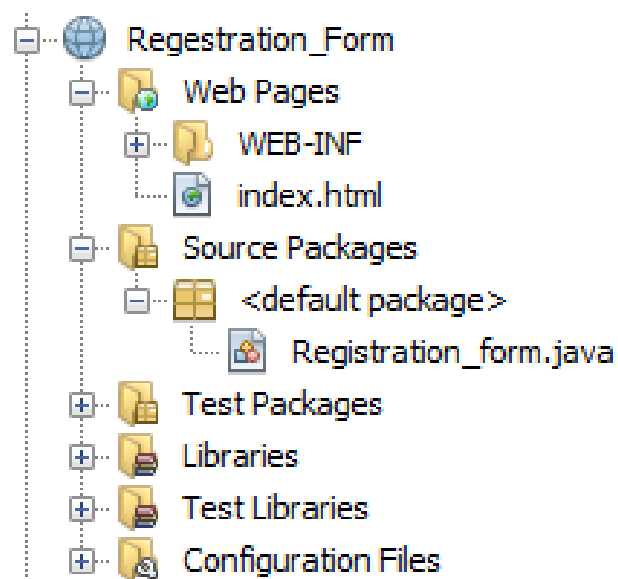 Regestration_Form
Web Pages
WEB-INF
index.html
Source Packages
<default package>
Registration_form.java
Test Packages
Libraries
Test Libraries
Configuration Files